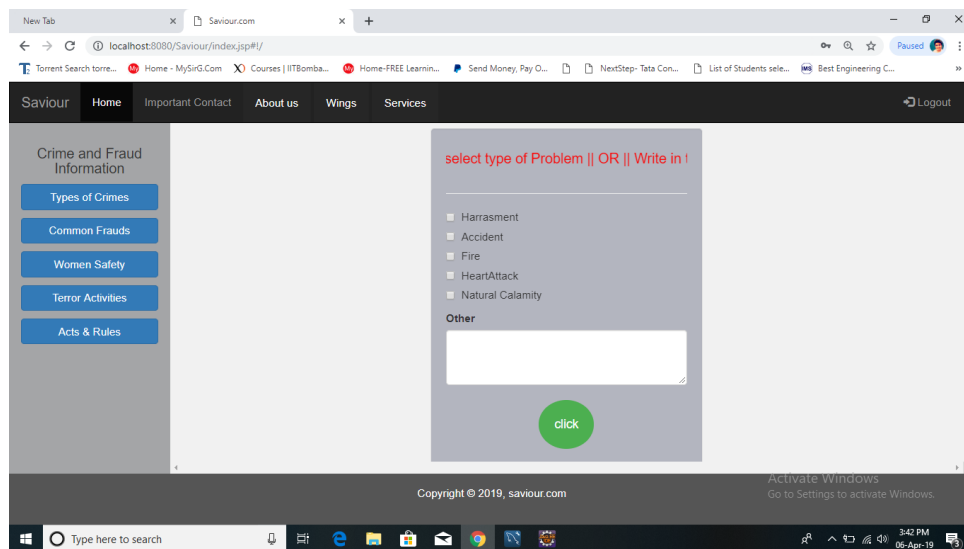 New Tab
Saviour.com
localhost:8080/Saviour/index.jsp#!/
Paused
Torrent Search torre...
Home - MySirG.Com
Courses | IITBomba...
Home-FREE Learnin...
Send Money, Pay O...
NextStep- Tata Con...
List of Students sele...
IMS Best Engineering C...
Saviour Home Important Contact About us Wings Services Logout
Crime and Fraud
Information
Types of Crimes
Common Frauds
Women Safety
Terror Activities
Acts & Rules
select type of Problem || OR || Write in
Harrasment
Accident
Fire
HeartAttack
Natural Calamity
Other
click
Copyright © 2019, saviour.com
Activate Windows
Go to Settings to activate Windows.
Type here to search
3:42 PM
06-Apr-19
3